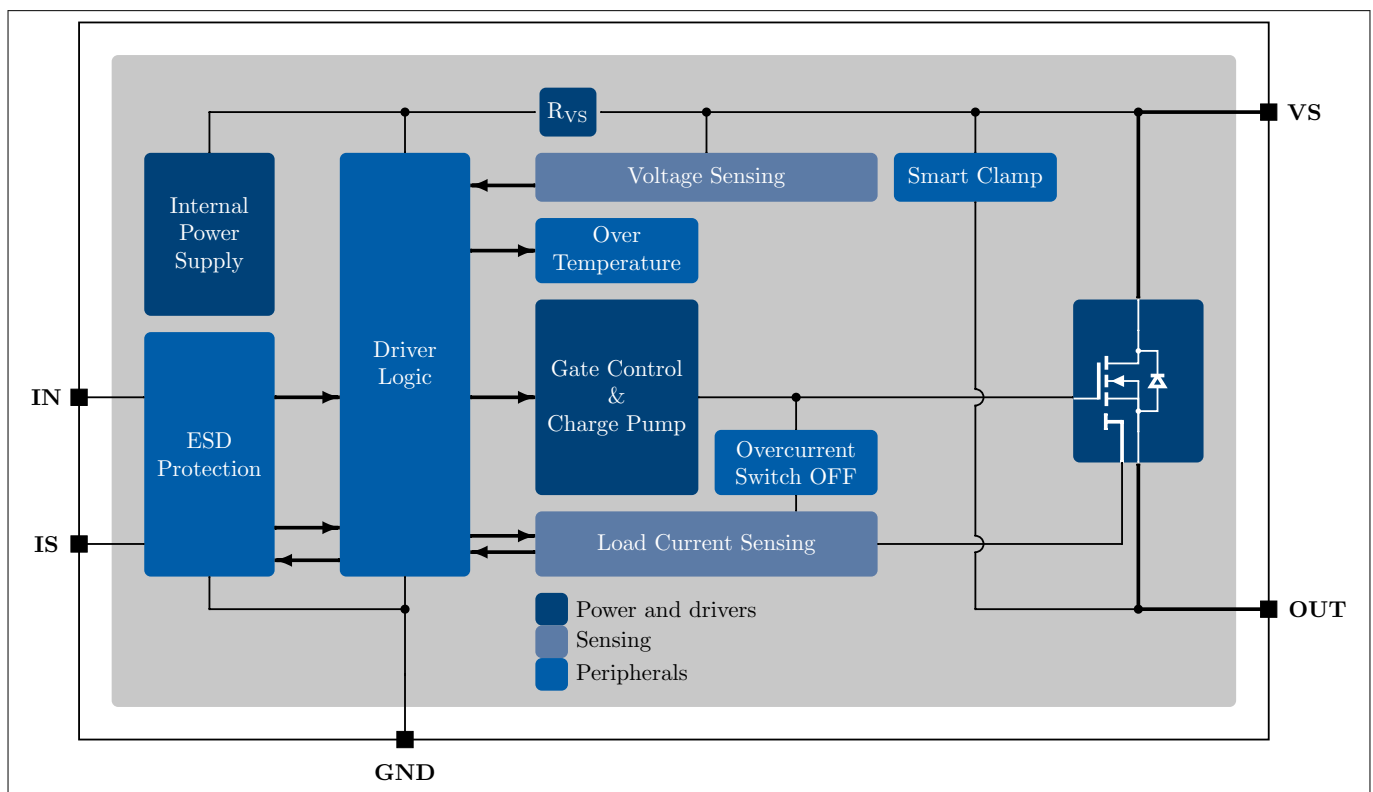 R_VS
VS
Voltage Sensing
Smart Clamp
Internal
Power
Supply
Over
Temperature
Driver
Logic
Gate Control
&
Charge Pump
IN
ESD
Protection
Overcurrent
Switch OFF
IS
Load Current Sensing
Power and drivers
OUT
Sensing
Peripherals
GND